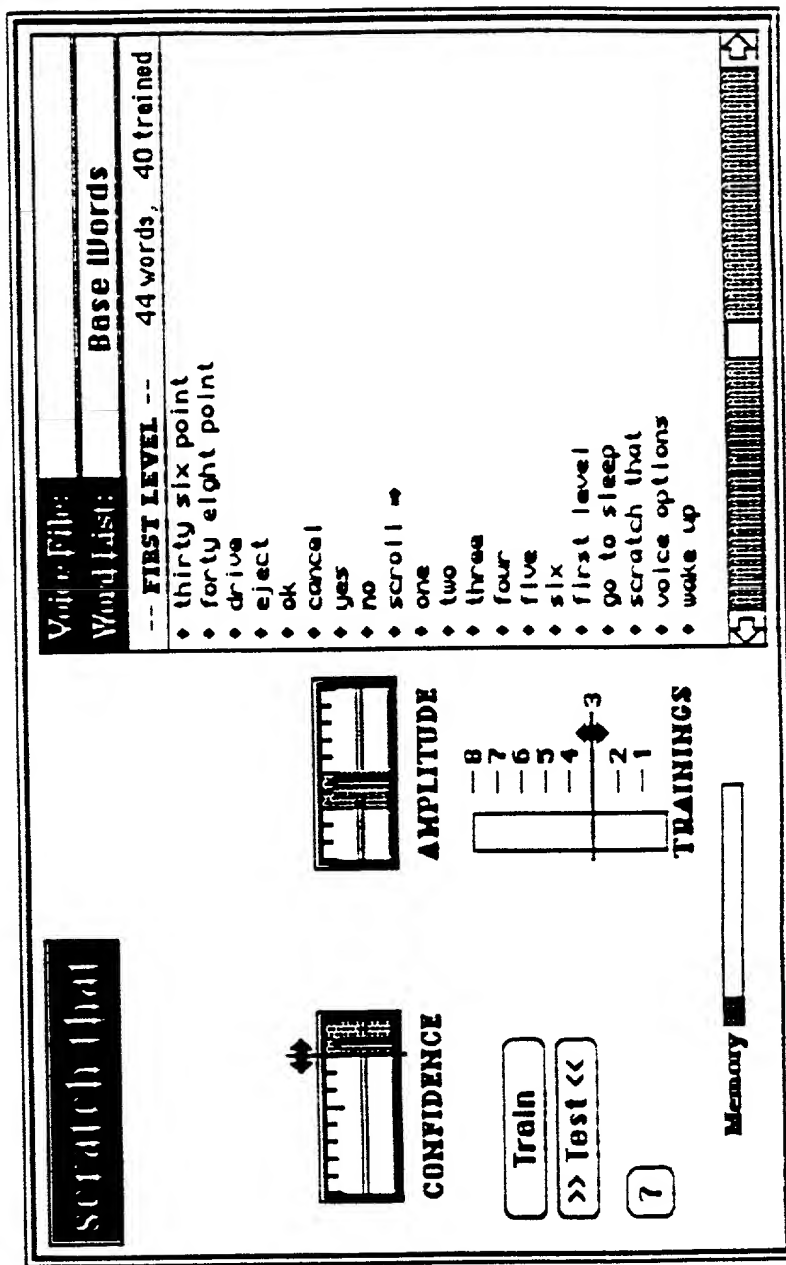 scratch that
CONFIDENCE
AMPLITUDE
Train
>> Test <<
?
8
7
6
5
4
3
2
1
TRAININGS
Memory
Voice File:
Word List: Base Words
-- FIRST LEVEL -- 44 words, 40 trained
♦ thirty six point
♦ forty eight point
♦ drive
♦ eject
♦ ok
♦ cancel
♦ yes
♦ no
♦ scroll ➡
♦ one
♦ two
♦ three
♦ four
♦ five
♦ six
♦ first level
♦ go to sleep
♦ scratch that
♦ voice options
♦ wake up